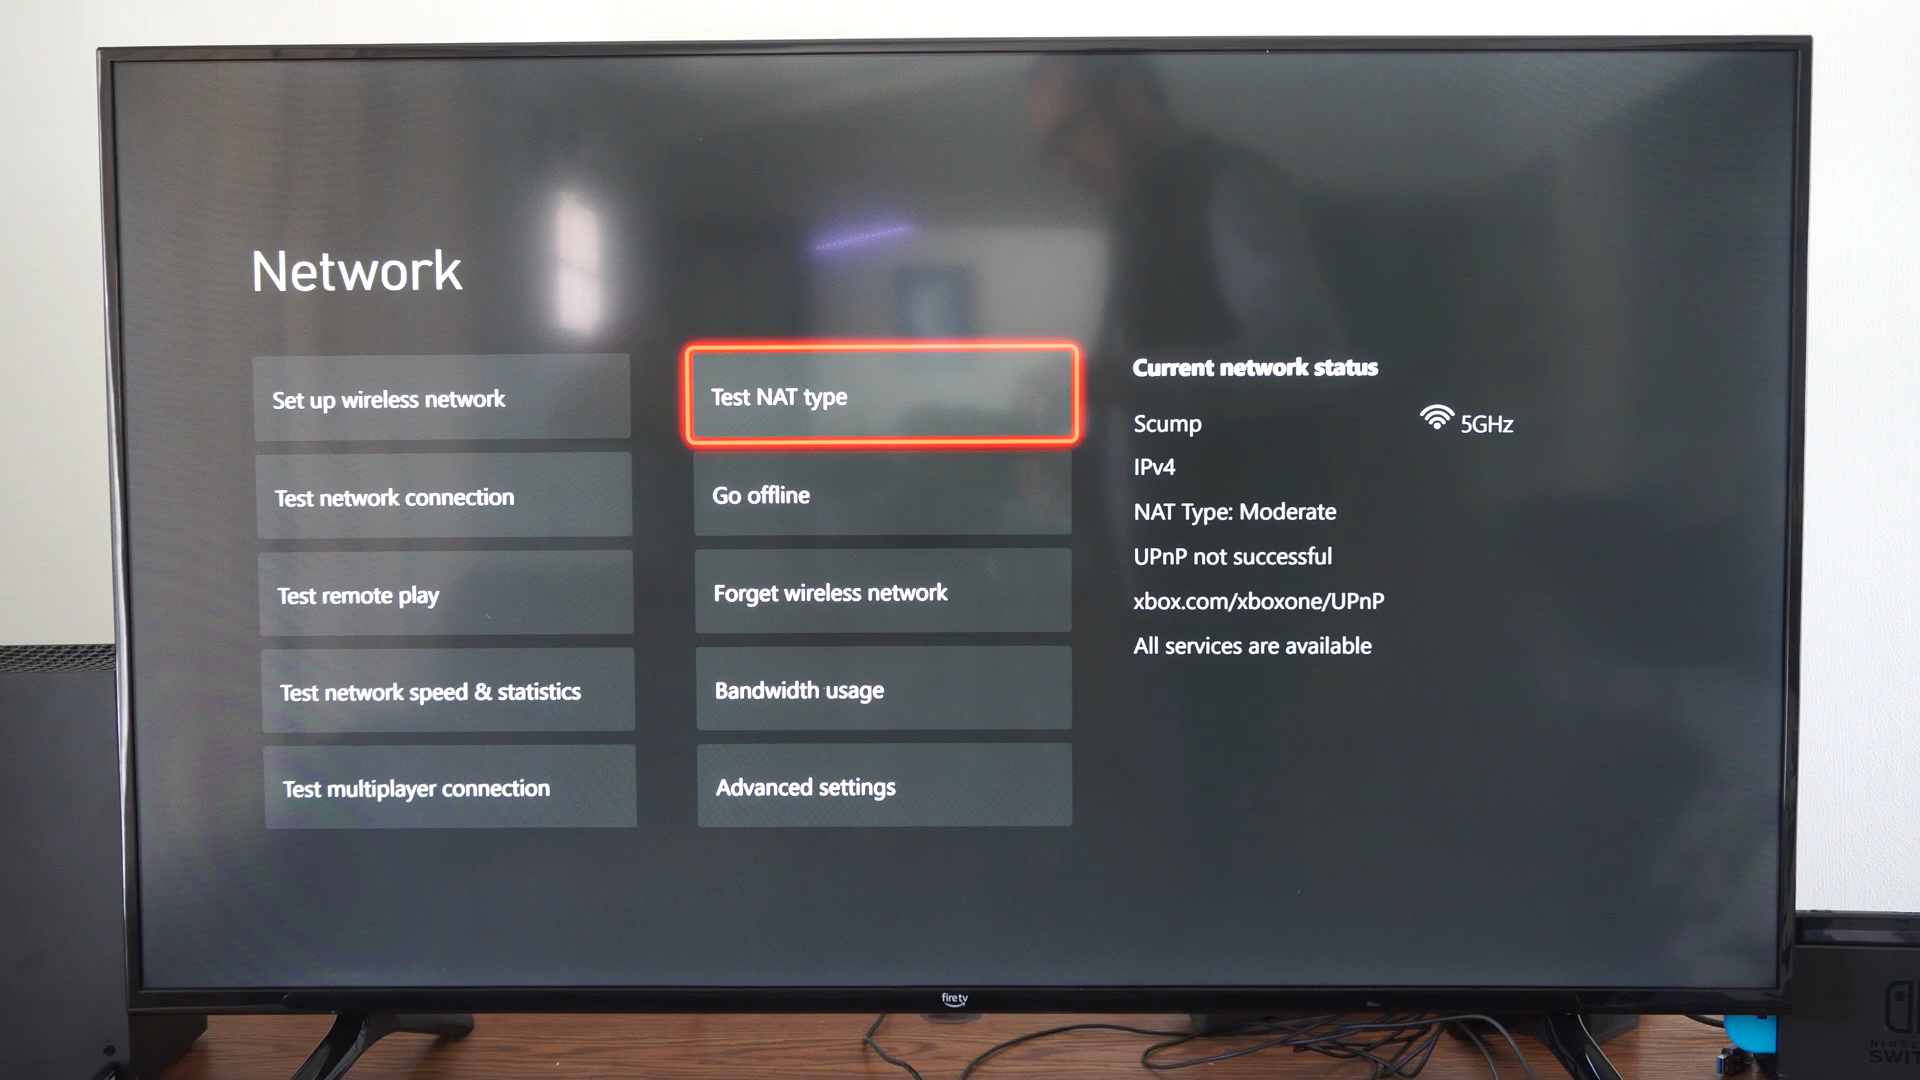 Network
Set up wireless network
Test network connection
Test remote play
Test network speed & statistics
Test multiplayer connection
Test NAT type
Go offline
Forget wireless network
Bandwidth usage
Advanced settings
Current network status
Scump 5GHz
IPv4
NAT Type: Moderate
UPnP not successful
xbox.com/xboxone/UPnP
All services are available
fire tv